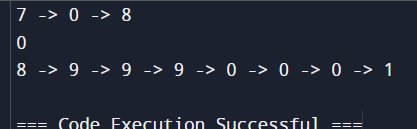 7 -> 0 -> 8
0
8 -> 9 -> 9 -> 9 -> 0 -> 0 -> 0 -> 1
=== Code Execution Successful ===